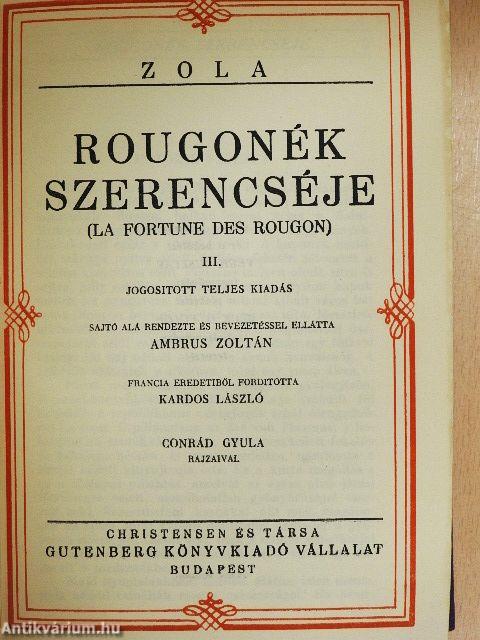 ZOLA
ROUGONÉK
SZERENCSÉJE
(LA FORTUNE DES ROUGON)
III.
JOGOSITOTT TELJES KIADÁS
SAJTÓ ALÁ RENDEZTE ÉS BEVEZETÉSSEL ELLÁTTA
AMBRUS ZOLTÁN
FRANCIA EREDETIBŐL FORDITOTTA
KARDOS LÁSZLÓ
CONRÁD GYULA
RAJZAIVAL
CHRISTENSEN ÉS TÁRSA
GUTENBERG KÖNYVKIADÓ VÁLLALAT
BUDAPEST
Antikvárium.hu